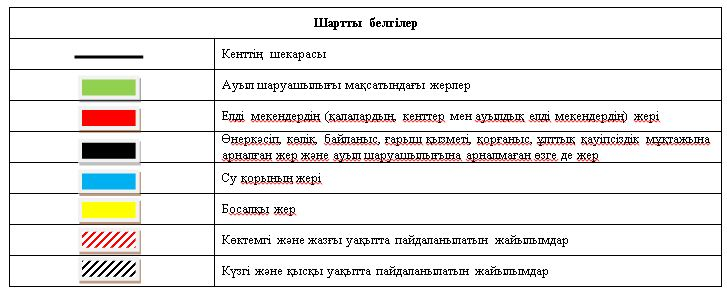 Шартты белгілер
Кенттің шекарасы
Ауыл шаруашылығы мақсатындағы жерлер
Елді мекендердің (қалалардың, кенттер мен ауылдық елді мекендердің) жері
Өнеркәсіп, көлік, байланыс, ғарыш қызметі, қорғаныс, ұлттық қауіпсіздік мұқтажына
арналған жер және ауыл шаруашылығына арналмаған өзге де жер
Су қорының жері
Босалқы жер
Көктемгі және жазғы уақытта пайдаланылатын жайылымдар
Күзгі және қысқы уақытта пайдаланылатын жайылымдар